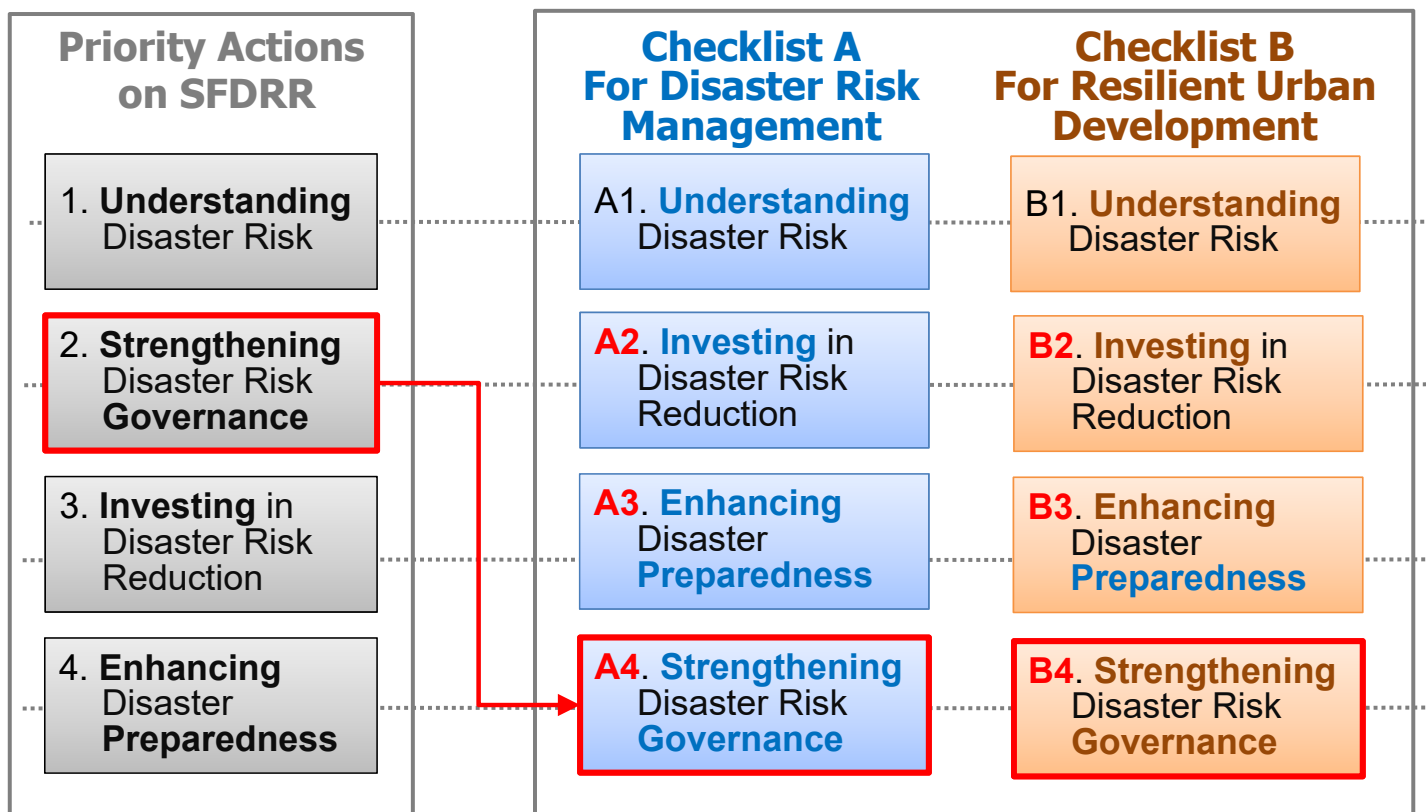 Priority Actions
on SFDRR
1. Understanding
Disaster Risk
2. Strengthening
Disaster Risk
Governance
3. Investing in
Disaster Risk
Reduction
4. Enhancing
Disaster
Preparedness
Checklist A
For Disaster Risk
Management
A1. Understanding
Disaster Risk
A2. Investing in
Disaster Risk
Reduction
A3. Enhancing
Disaster
Preparedness
A4. Strengthening
Disaster Risk
Governance
Checklist B
For Resilient Urban
Development
B1. Understanding
Disaster Risk
B2. Investing in
Disaster Risk
Reduction
B3. Enhancing
Disaster
Preparedness
B4. Strengthening
Disaster Risk
Governance